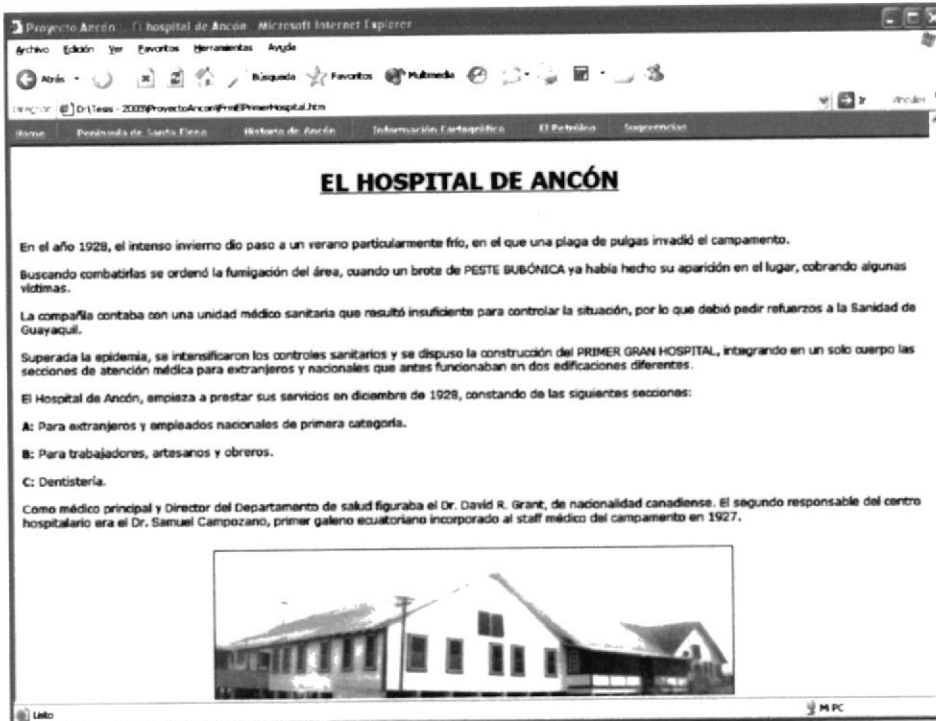 Proyecto Ancón :. El hospital de Ancón - Microsoft Internet Explorer
Archivo Edición Ver Favoritos Herramientas Ayuda
Atrás Búsqueda Favoritos Multimedia
D:\Tesis - 2003\ProyectoAncon\FrmElPrimerHospital.htm Ir Vínculos
Home Península de Santa Elena Historia de Ancón Información Cartográfica El Petróleo Sugerencias
EL HOSPITAL DE ANCÓN
En el año 1928, el intenso invierno dio paso a un verano particularmente frío, en el que una plaga de pulgas invadió el campamento.
Buscando combatirlas se ordenó la fumigación del área, cuando un brote de PESTE BUBÓNICA ya había hecho su aparición en el lugar, cobrando algunas
víctimas.
La compañía contaba con una unidad médico sanitaria que resultó insuficiente para controlar la situación, por lo que debió pedir refuerzos a la Sanidad de
Guayaquil.
Superada la epidemia, se intensificaron los controles sanitarios y se dispuso la construcción del PRIMER GRAN HOSPITAL, integrando en un solo cuerpo las
secciones de atención médica para extranjeros y nacionales que antes funcionaban en dos edificaciones diferentes.
El Hospital de Ancón, empieza a prestar sus servicios en diciembre de 1928, constando de las siguientes secciones:
A: Para extranjeros y empleados nacionales de primera categoría.
B: Para trabajadores, artesanos y obreros.
C: Dentistería.
Como médico principal y Director del Departamento de salud figuraba el Dr. David R. Grant, de nacionalidad canadiense. El segundo responsable del centro
hospitalario era el Dr. Samuel Campozano, primer galeno ecuatoriano incorporado al staff médico del campamento en 1927.
Listo Mi PC